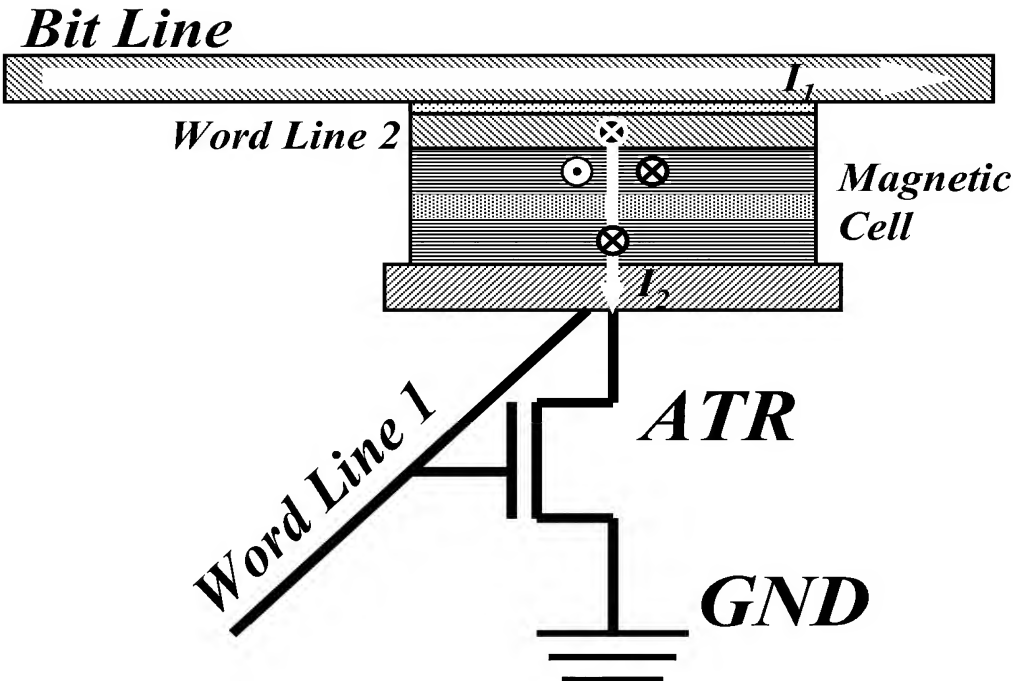 Bit Line
I1
Word Line 2
Magnetic
Cell
I2
Word Line 1
ATR
GND